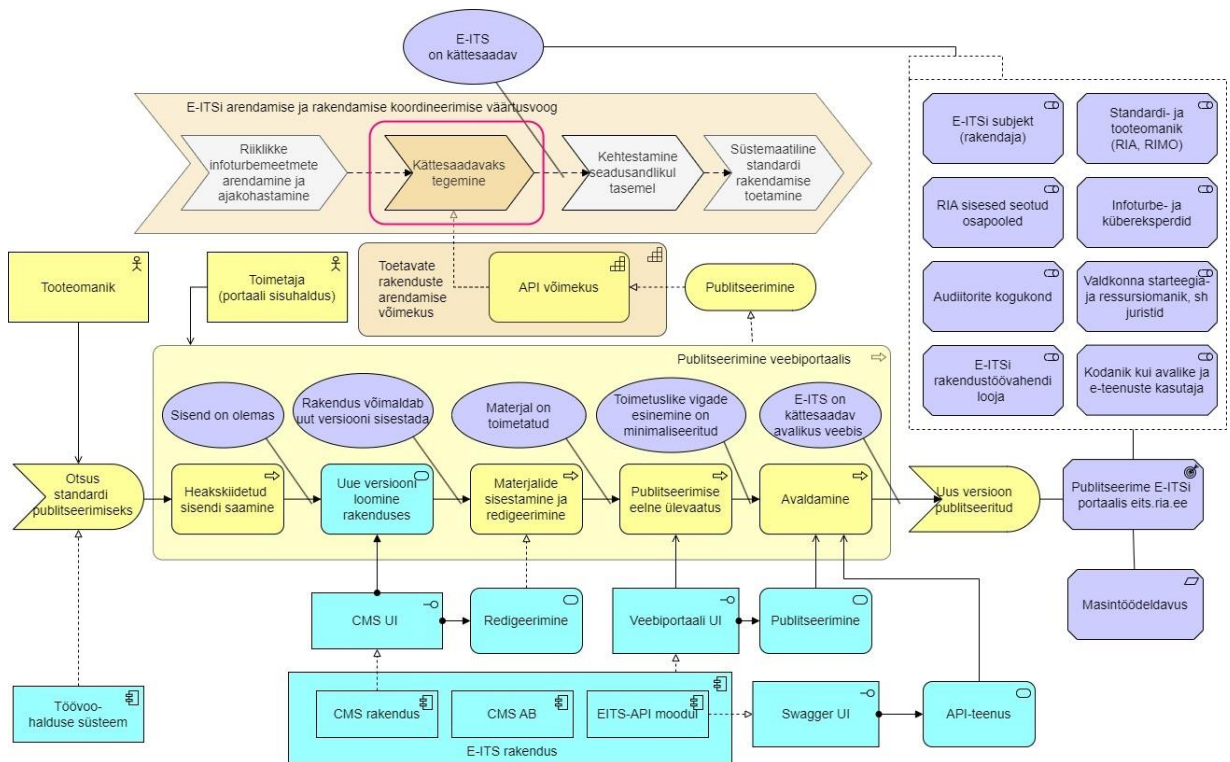 E-ITS
on kättesaadav
E-ITSi arendamise ja rakendamise koordineerimise väärtusvoog
Riiklikke
infoturbemeetmete
arendamine ja
ajakohastamine
Kättesaadavaks
tegemine
Kehtestamine
seadusandlikul
tasemel
Süstemaatiline
standardi
rakendamise
toetamine
E-ITSi subjekt
(rakendaja)
Standardi- ja
tooteomanik
(RIA, RIMO)
RIA sisesed seotud
osapooled
Infoturbe- ja
kübereksperdid
Audiitorite kogukond
Valdkonna starteegia-
ja ressursiomanik, sh
juristid
E-ITSi
rakendustöövahendi
looja
Kodanik kui avalike ja
e-teenuste kasutaja
Tooteomanik
Toimetaja
(portaali sisuhaldus)
Toetavate
rakenduste
arendamise
võimekus
API võimekus
Publitseerimine
Publitseerimine veebiportaalis
Sisend on olemas
Rakendus võimaldab
uut versiooni sisestada
Materjal on
toimetatud
Toimetuslike vigade
esinemine on
minimaliseeritud
E-ITS on
kättesaadav
avalikus veebis
Otsus
standardi
publitseerimiseks
Heakskiidetud
sisendi saamine
Uue versiooni
loomine
rakenduses
Materjalide
sisestamine ja
redigeerimine
Publitseerimise
eelne ülevaatus
Avaldamine
Uus versioon
publitseeritud
Publitseerime E-ITSi
portaalis eits.ria.ee
Masintöödeldavus
CMS UI
Redigeerimine
Veebiportaali UI
Publitseerimine
Töövoo-
halduse süsteem
CMS rakendus
CMS AB
EITS-API moodul
E-ITS rakendus
Swagger UI
API-teenus